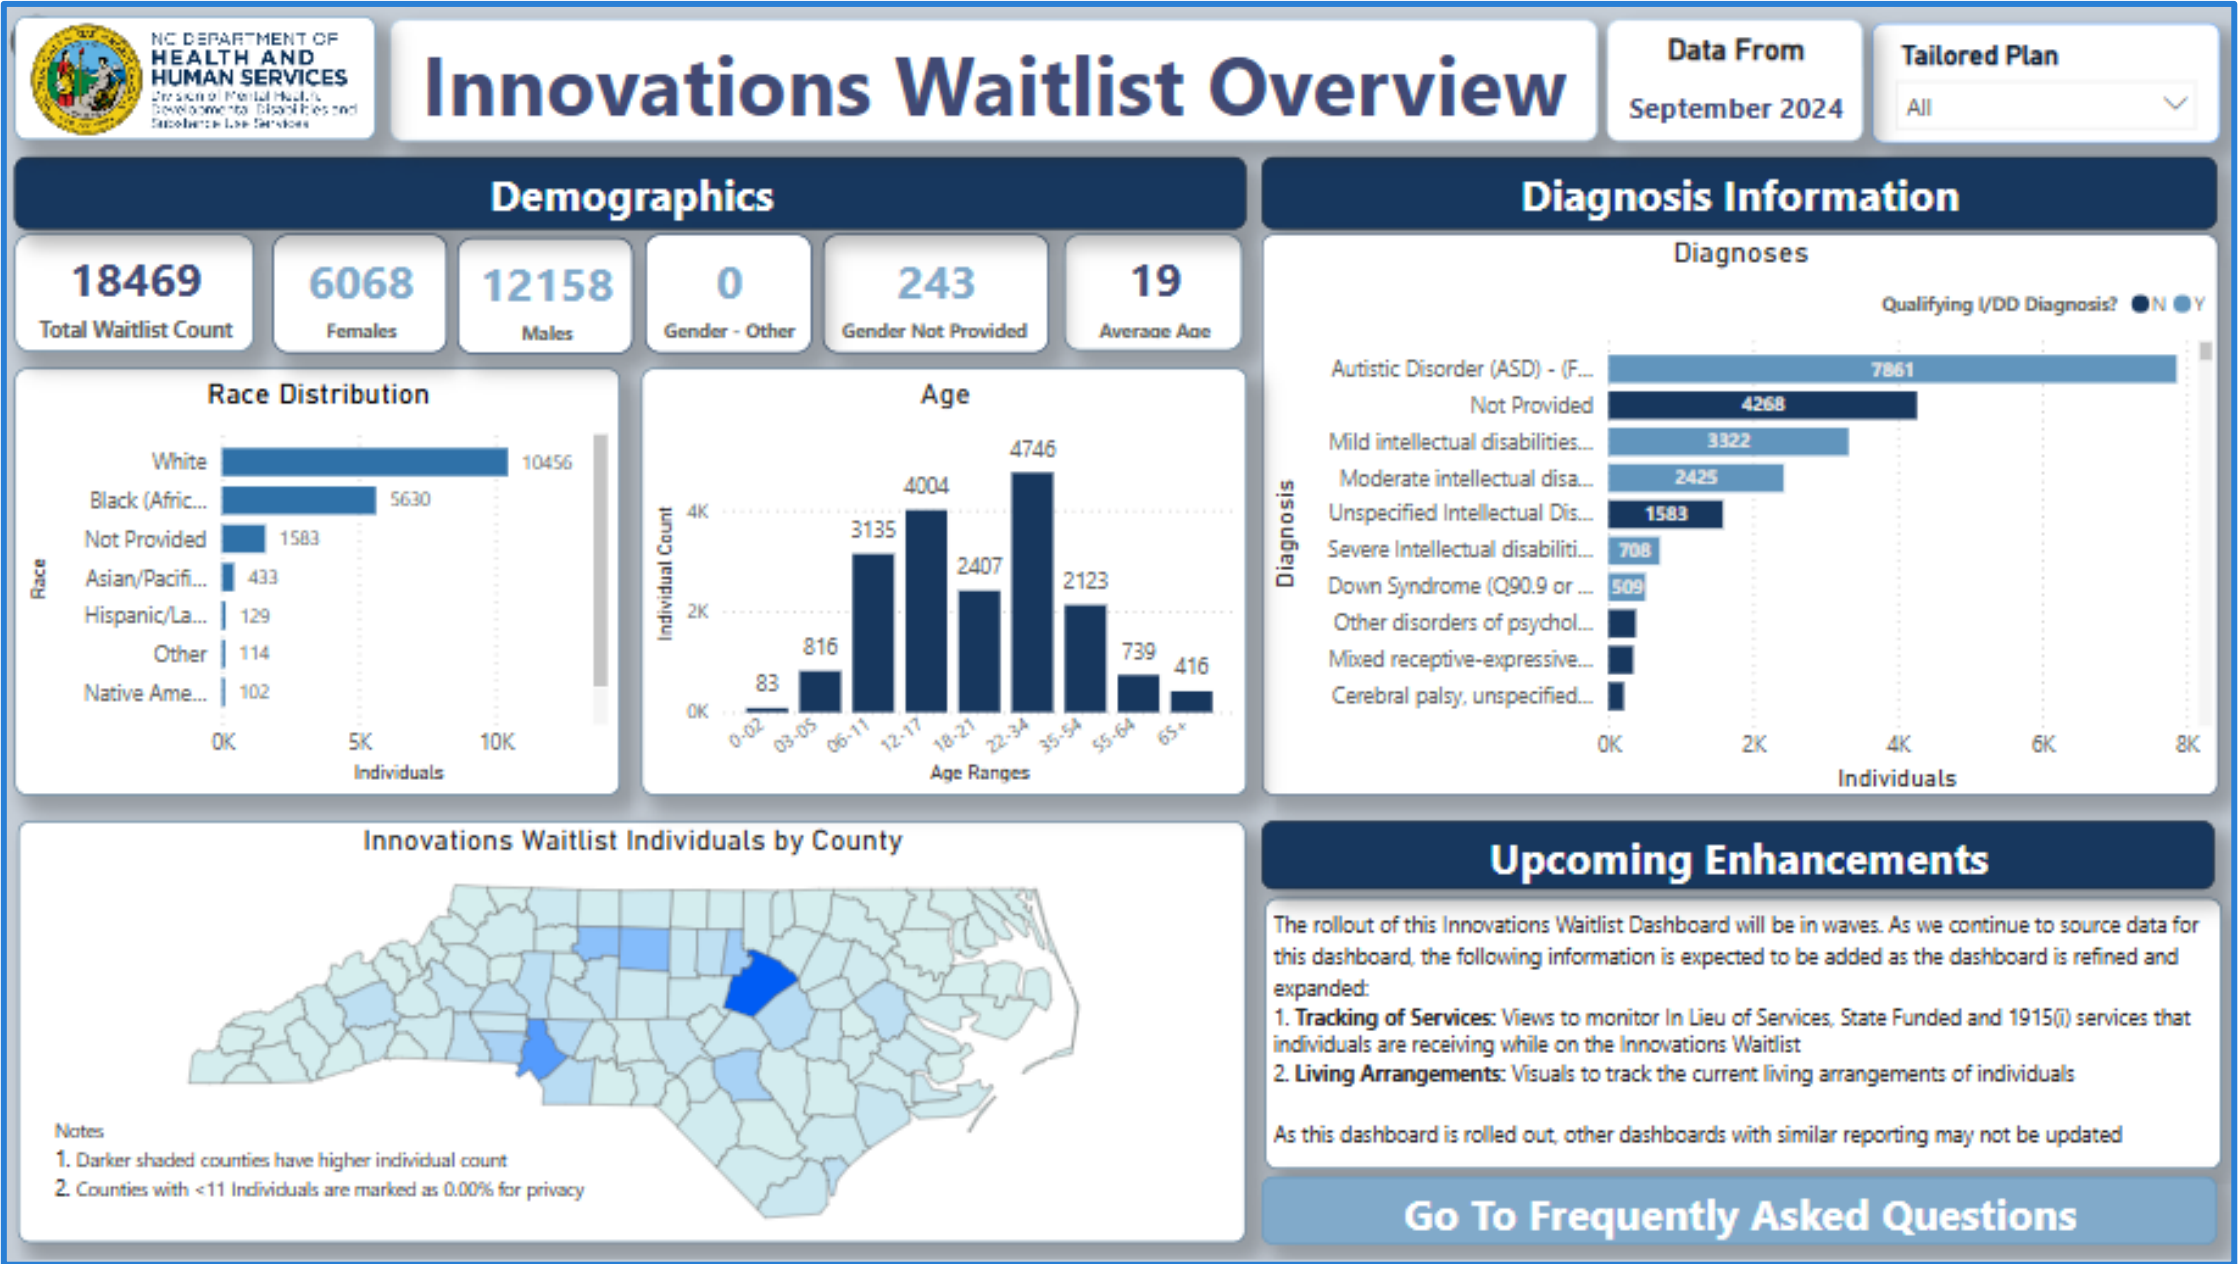 NC DEPARTMENT OF
HEALTH AND
HUMAN SERVICES
Division of Mental Health,
Developmental Disabilities and
Substance Use Services
Innovations Waitlist Overview
Data From
September 2024
Tailored Plan
All
Demographics
18469
Total Waitlist Count
6068
Females
12158
Males
0
Gender - Other
243
Gender Not Provided
19
Average Age
Race Distribution
Race
White 10456
Black (Afric... 5630
Not Provided 1583
Asian/Pacifi... 433
Hispanic/La... 129
Other 114
Native Ame... 102
0K 5K 10K
Individuals
Age
Individual Count
4K
2K
0K
83 816 3135 4004 2407 4746 2123 739 416
0-02 03-05 06-11 12-17 18-21 22-34 35-54 55-64 65+
Age Ranges
Diagnosis Information
Diagnoses
Qualifying I/DD Diagnosis? N Y
Diagnosis
Autistic Disorder (ASD) - (F... 7861
Not Provided 4268
Mild intellectual disabilities... 3322
Moderate intellectual disa... 2425
Unspecified Intellectual Dis... 1583
Severe Intellectual disabiliti... 708
Down Syndrome (Q90.9 or ... 509
Other disorders of psychol...
Mixed receptive-expressive...
Cerebral palsy, unspecified...
0K 2K 4K 6K 8K
Individuals
Innovations Waitlist Individuals by County
Notes
1. Darker shaded counties have higher individual count
2. Counties with <11 Individuals are marked as 0.00% for privacy
Upcoming Enhancements
The rollout of this Innovations Waitlist Dashboard will be in waves. As we continue to source data for
this dashboard, the following information is expected to be added as the dashboard is refined and
expanded:
1. Tracking of Services: Views to monitor In Lieu of Services, State Funded and 1915(i) services that
individuals are receiving while on the Innovations Waitlist
2. Living Arrangements: Visuals to track the current living arrangements of individuals
As this dashboard is rolled out, other dashboards with similar reporting may not be updated
Go To Frequently Asked Questions